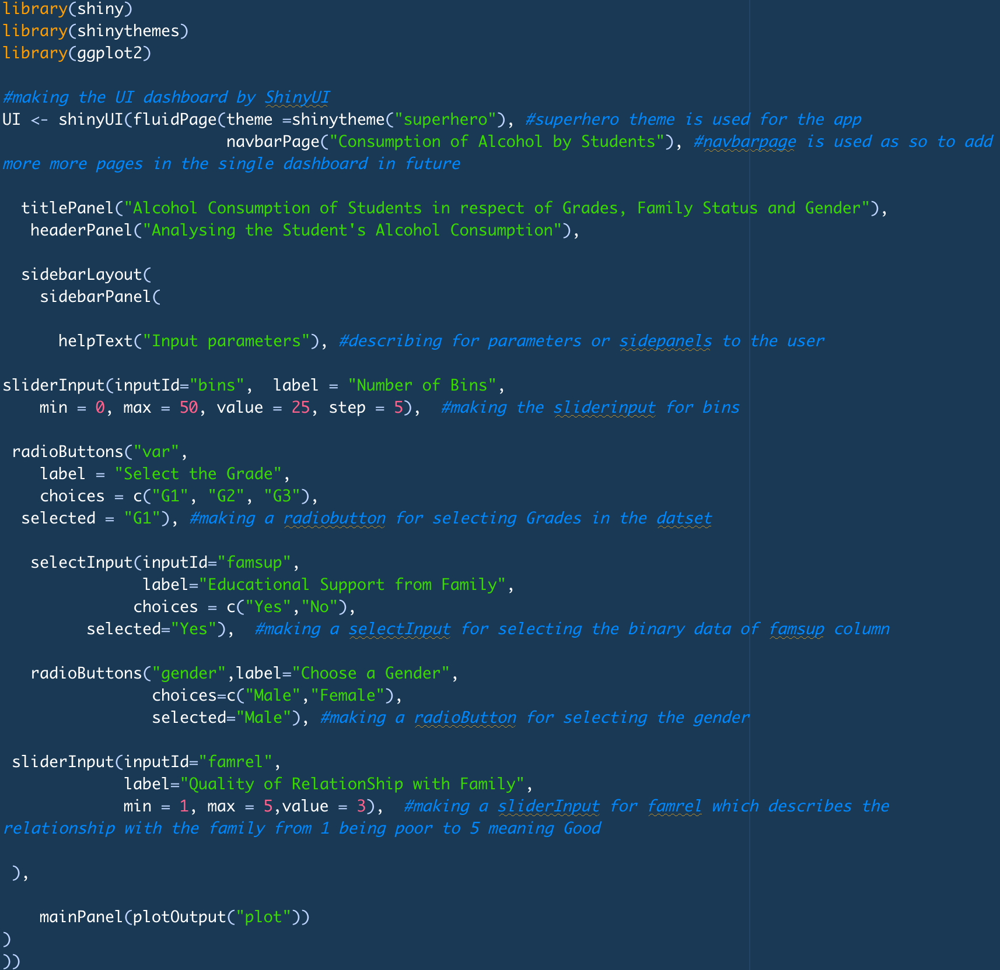 library(shiny)
library(shinythemes)
library(ggplot2)
#making the UI dashboard by ShinyUI
UI <- shinyUI(fluidPage(theme =shinytheme("superhero"), #superhero theme is used for the app
navbarPage("Consumption of Alcohol by Students"), #navbarpage is used as so to add
more more pages in the single dashboard in future
titlePanel("Alcohol Consumption of Students in respect of Grades, Family Status and Gender"),
headerPanel("Analysing the Student's Alcohol Consumption"),
sidebarLayout(
sidebarPanel(
helpText("Input parameters"), #describing for parameters or sidepanels to the user
sliderInput(inputId="bins",  label = "Number of Bins",
min = 0, max = 50, value = 25, step = 5),  #making the sliderinput for bins
radioButtons("var",
label = "Select the Grade",
choices = c("G1", "G2", "G3"),
selected = "G1"), #making a radiobutton for selecting Grades in the datset
selectInput(inputId="famsup",
label="Educational Support from Family",
choices = c("Yes","No"),
selected="Yes"),  #making a selectInput for selecting the binary data of famsup column
radioButtons("gender",label="Choose a Gender",
choices=c("Male","Female"),
selected="Male"), #making a radioButton for selecting the gender
sliderInput(inputId="famrel",
label="Quality of RelationShip with Family",
min = 1, max = 5,value = 3),  #making a sliderInput for famrel which describes the
relationship with the family from 1 being poor to 5 meaning Good
),
mainPanel(plotOutput("plot"))
)
))